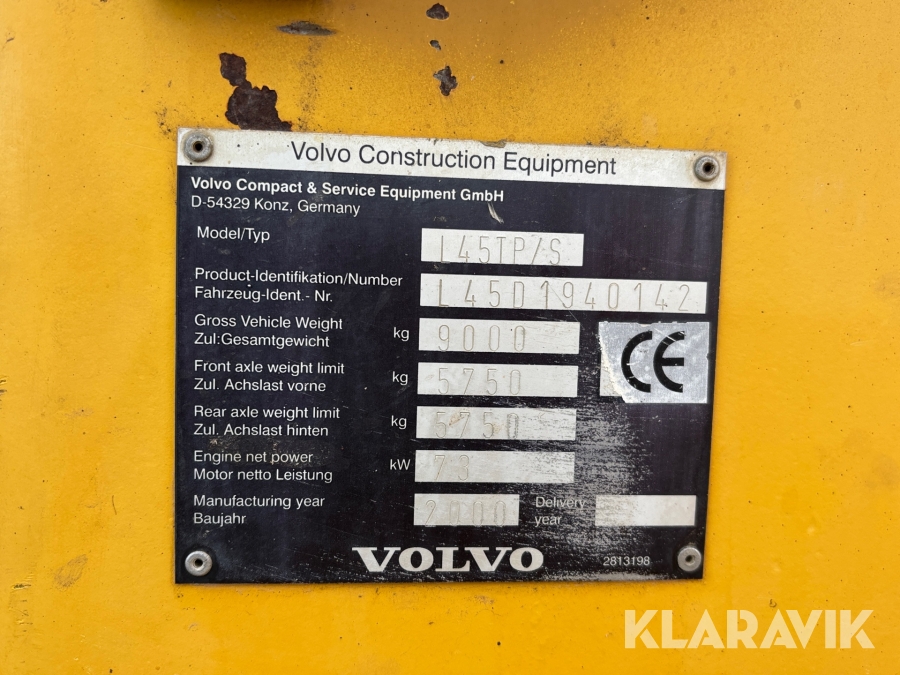 Volvo Construction Equipment
Volvo Compact & Service Equipment GmbH
D-54329 Konz, Germany
Model/Typ L45TP/S
Product-Identifikation/Number
Fahrzeug-Ident.- Nr. L45D1940142
Gross Vehicle Weight
Zul:Gesamtgewicht kg 9000
CE
Front axle weight limit
Zul. Achslast vorne kg 5750
Rear axle weight limit
Zul. Achslast hinten kg 5750
Engine net power
Motor netto Leistung kW 73
Manufacturing year
Baujahr 2000
Delivery
year
VOLVO
2813198
KLARAVIK